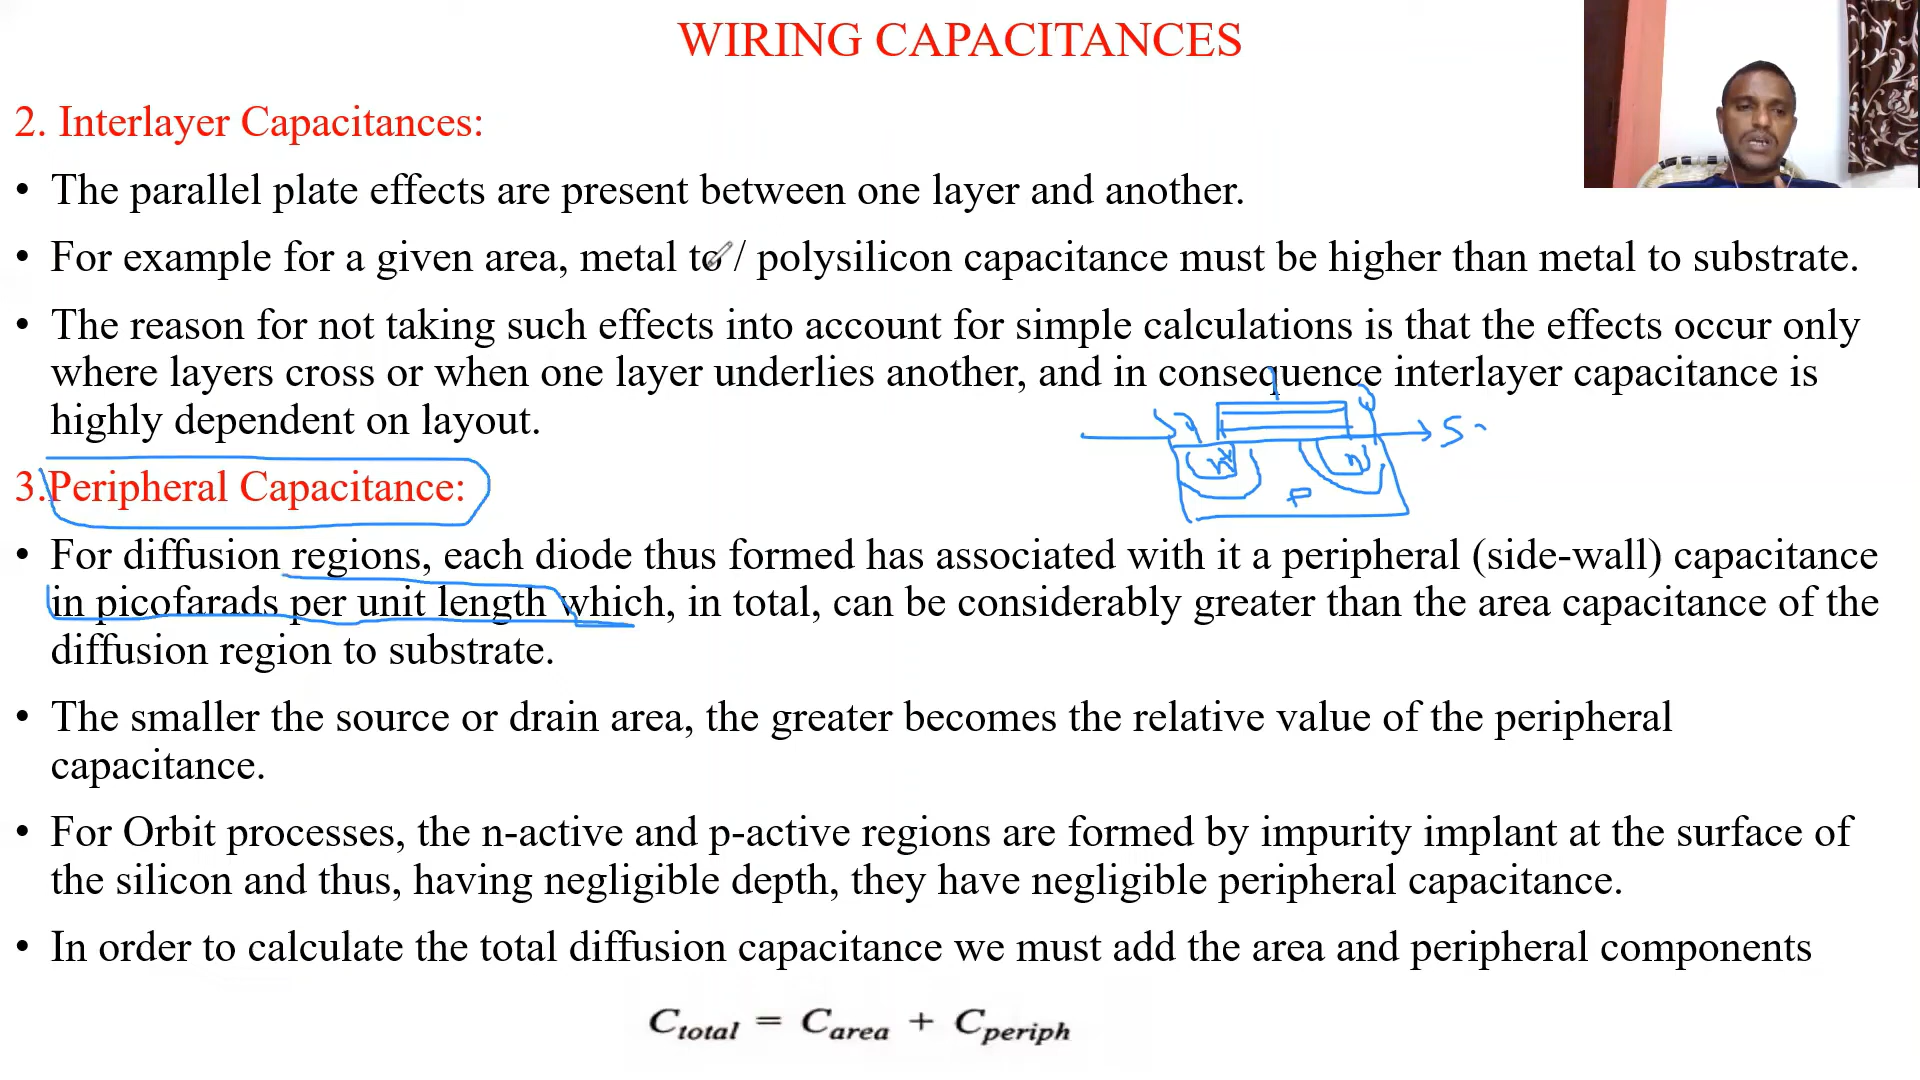 WIRING CAPACITANCES
2. Interlayer Capacitances:
• The parallel plate effects are present between one layer and another.
• For example for a given area, metal to / polysilicon capacitance must be higher than metal to substrate.
• The reason for not taking such effects into account for simple calculations is that the effects occur only
where layers cross or when one layer underlies another, and in consequence interlayer capacitance is
highly dependent on layout.
3.Peripheral Capacitance:
• For diffusion regions, each diode thus formed has associated with it a peripheral (side-wall) capacitance
in picofarads per unit length which, in total, can be considerably greater than the area capacitance of the
diffusion region to substrate.
• The smaller the source or drain area, the greater becomes the relative value of the peripheral
capacitance.
• For Orbit processes, the n-active and p-active regions are formed by impurity implant at the surface of
the silicon and thus, having negligible depth, they have negligible peripheral capacitance.
• In order to calculate the total diffusion capacitance we must add the area and peripheral components
C_total = C_area + C_periph